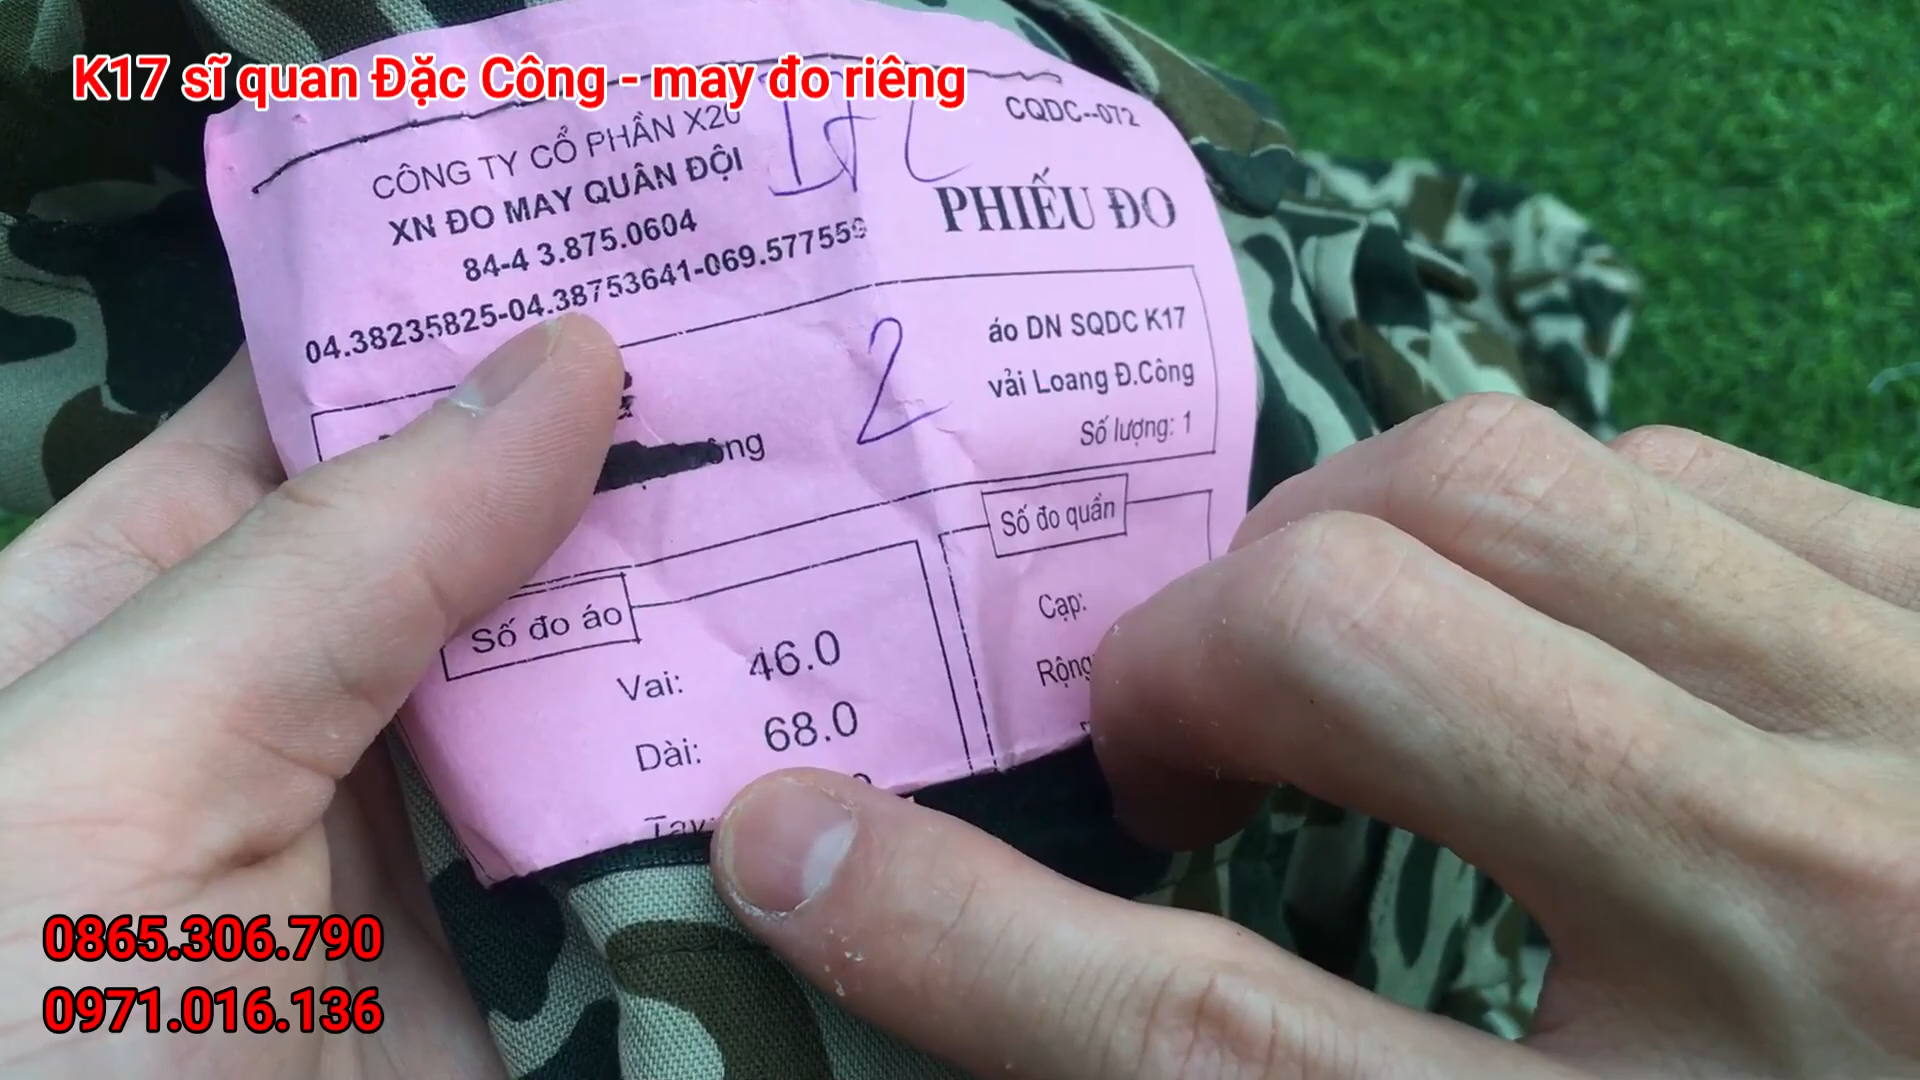 K17 sĩ quan Đặc Công - may đo riêng
CÔNG TY CỔ PHẦN X20
XN ĐO MAY QUÂN ĐỘI
84-4 3.875.0604
04.38235825-04.38753641-069.577559
CQDC--072
PHIẾU ĐO
2
áo DN SQDC K17
vải Loang Đ.Công
Số lượng: 1
Số đo áo
Vai: 46.0
Dài: 68.0
Tay:
Số đo quần
Cạp:
Rộng
0865.306.790
0971.016.136